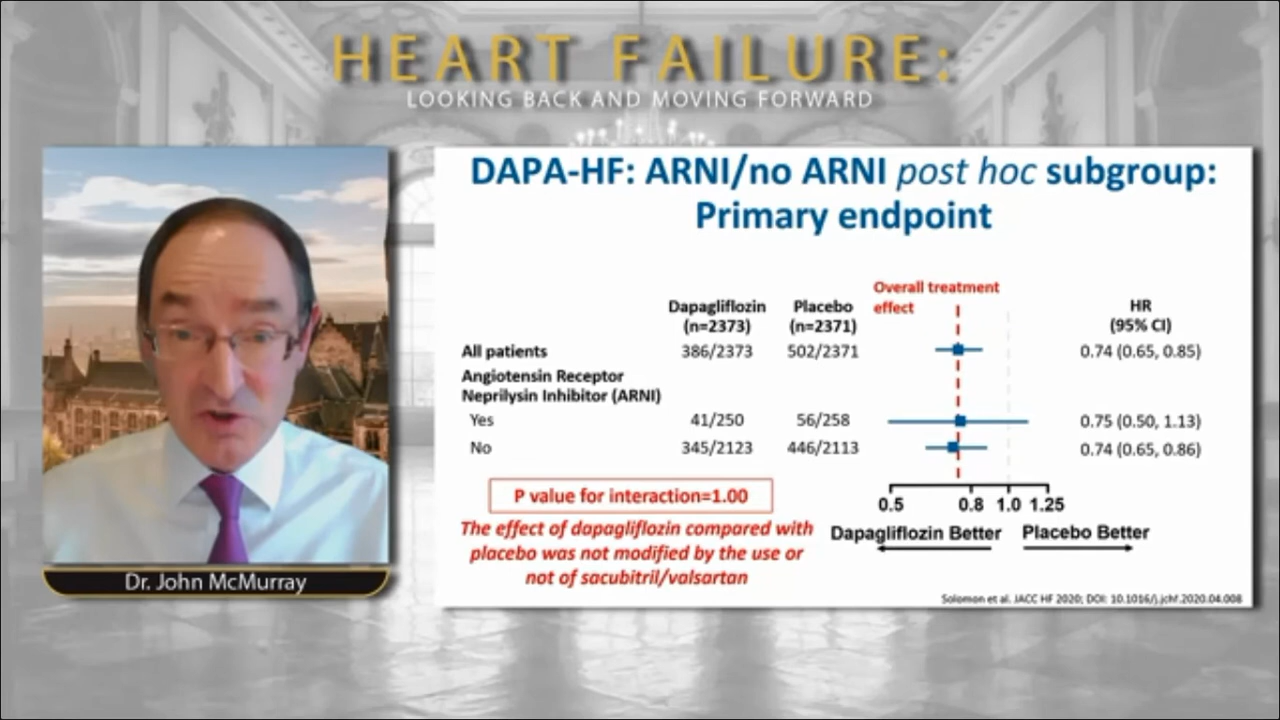 HEART FAILURE:
LOOKING BACK AND MOVING FORWARD
DAPA-HF: ARNI/no ARNI post hoc subgroup:
Primary endpoint
Overall treatment
effect
Dapagliflozin
(n=2373)
Placebo
(n=2371)
HR
(95% CI)
All patients 386/2373 502/2371 0.74 (0.65, 0.85)
Angiotensin Receptor
Neprilysin Inhibitor (ARNI)
Yes 41/250 56/258 0.75 (0.50, 1.13)
No 345/2123 446/2113 0.74 (0.65, 0.86)
0.5 0.8 1.0 1.25
Dapagliflozin Better Placebo Better
P value for interaction=1.00
The effect of dapagliflozin compared with
placebo was not modified by the use or
not of sacubitril/valsartan
Solomon et al. JACC HF 2020; DOI: 10.1016/j.jchf.2020.04.008
Dr. John McMurray